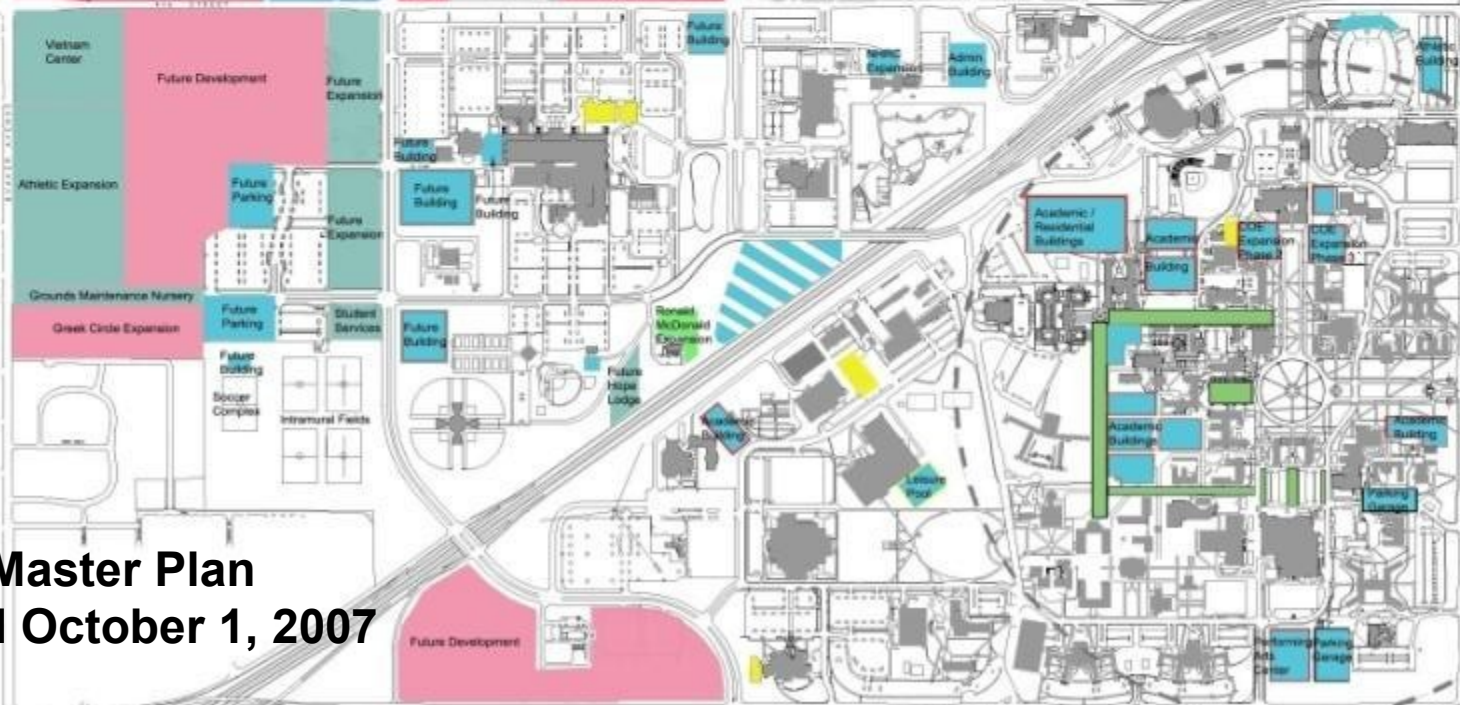 4TH STREET
Vietnam
Center
Future Development
Future
Expansion
Athletic Expansion
Future
Parking
Future
Expansion
Grounds Maintenance Nursery
Greek Circle Expansion
Future
Parking
Student
Services
Future
Building
Soccer
Complex
Intramural Fields
Future
Building
Future
Building
Future
Building
Future
Building
Future
Building
NHRC
Expansion
Admin
Building
Athletic
Building
Ronald
McDonald
Expansion
Future
Hope
Lodge
Academic
Building
Leisure
Pool
Academic /
Residential
Buildings
Academic
Building
COE
Expansion
Phase 2
COE
Expansion
Academic
Buildings
Academic
Building
Parking
Garage
Master Plan
October 1, 2007
Future Development
Performing
Arts
Center
Parking
Garage